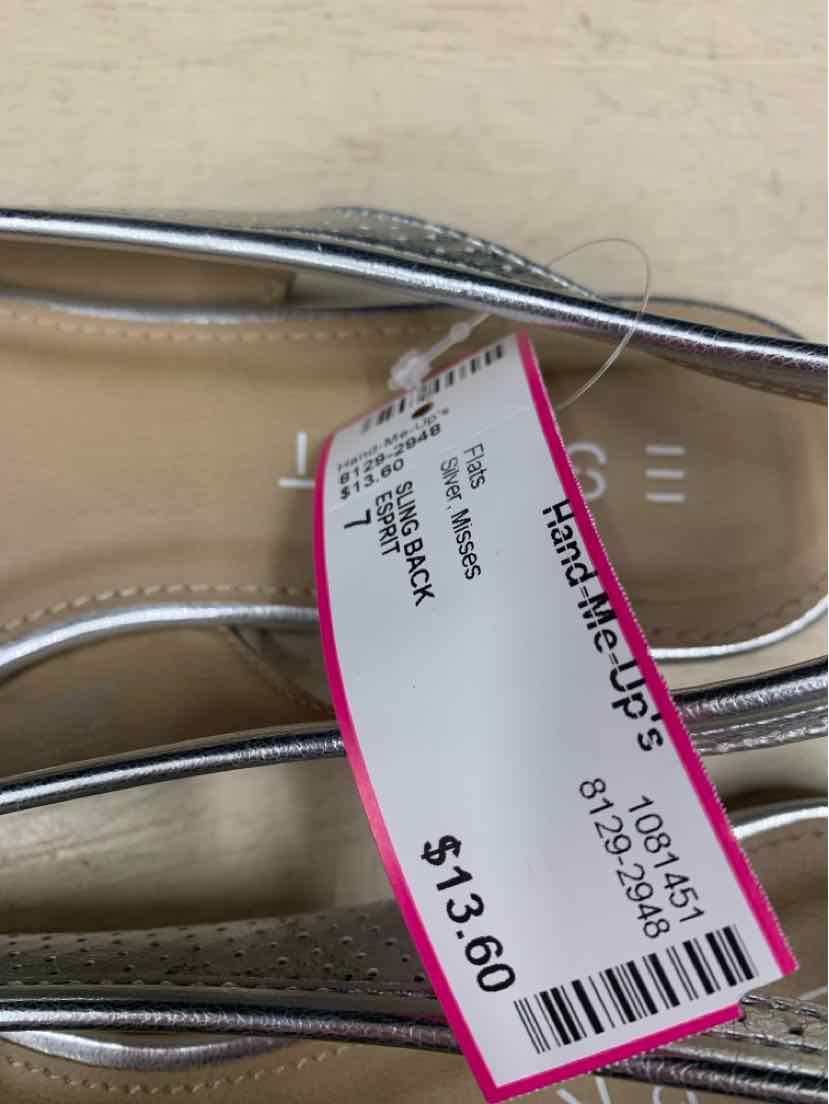 Hand-Me-Up's
8129-2948
$13.60
Flats
Silver, Misses
SLING BACK
ESPRIT
7
Hand-Me-Up's
1081451
8129-2948
$13.60